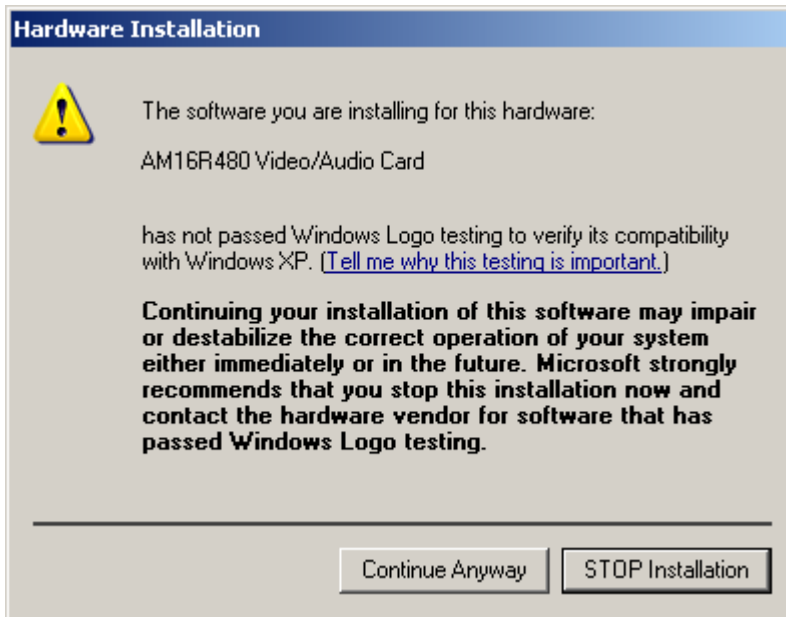 Hardware Installation
The software you are installing for this hardware:
AM16R480 Video/Audio Card
has not passed Windows Logo testing to verify its compatibility
with Windows XP. (Tell me why this testing is important.)
Continuing your installation of this software may impair
or destabilize the correct operation of your system
either immediately or in the future. Microsoft strongly
recommends that you stop this installation now and
contact the hardware vendor for software that has
passed Windows Logo testing.
Continue Anyway
STOP Installation